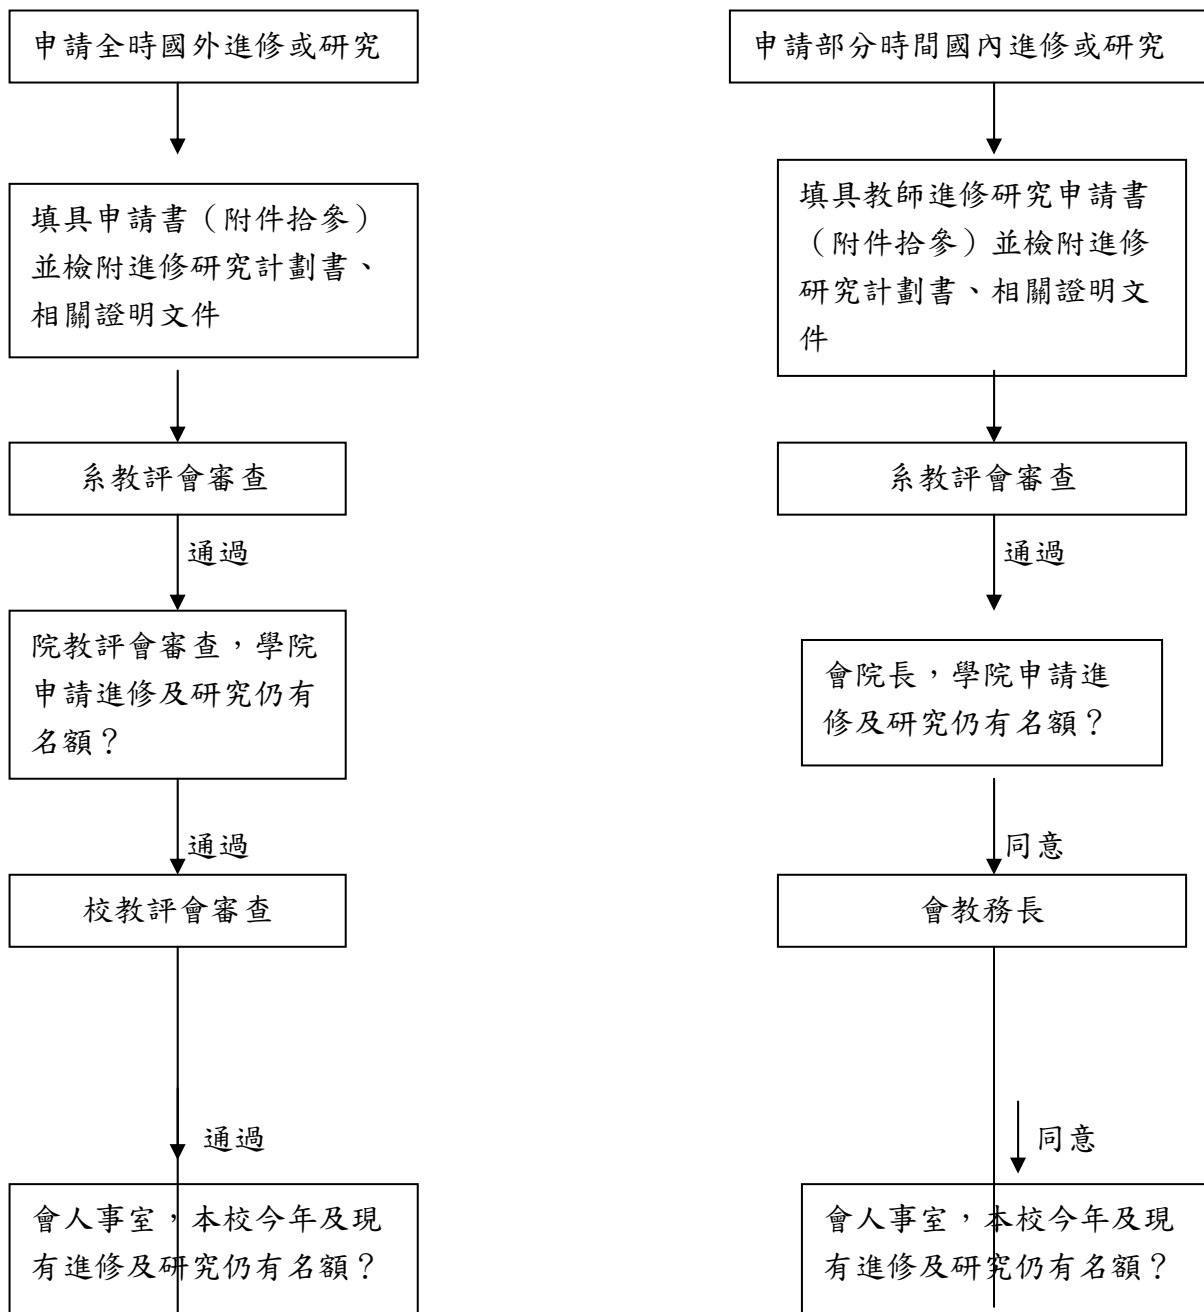 申請全時國外進修或研究
填具申請書（附件拾參）
並檢附進修研究計劃書、
相關證明文件
系教評會審查
通過
院教評會審查，學院
申請進修及研究仍有
名額？
通過
校教評會審查
通過
會人事室，本校今年及現
有進修及研究仍有名額？
申請部分時間國內進修或研究
填具教師進修研究申請書
（附件拾參）並檢附進修
研究計劃書、相關證明文
件
系教評會審查
通過
會院長，學院申請進
修及研究仍有名額？
同意
會教務長
同意
會人事室，本校今年及現
有進修及研究仍有名額？